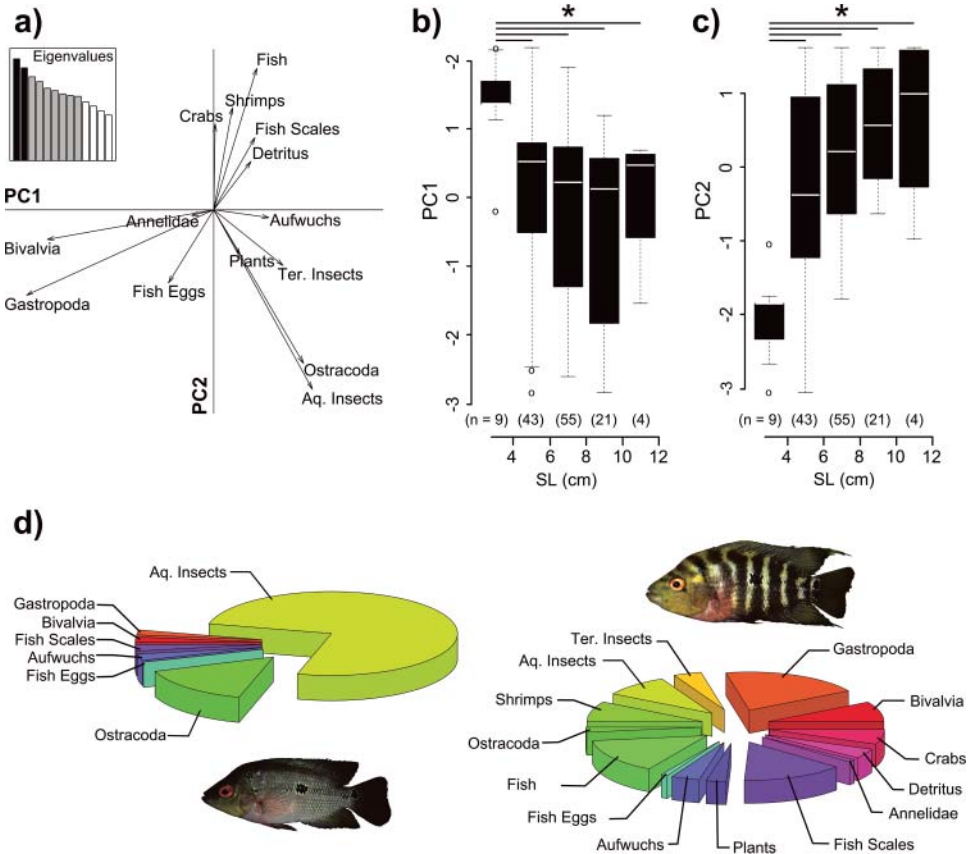 a)
Eigenvalues
Fish
Shrimps
Crabs
Fish Scales
Detritus
PC1
Annelidae
Aufwuchs
Bivalvia
Plants
Ter. Insects
Gastropoda
Fish Eggs
Ostracoda
PC2
Aq. Insects
b)
*
PC1
-2
1
0
-1
-2
-3
(n = 9) (43) (55) (21) (4)
4 6 8 10 12
SL (cm)
c)
*
PC2
1
0
-1
-2
-3
(n = 9) (43) (55) (21) (4)
4 6 8 10 12
SL (cm)
d)
Aq. Insects
Gastropoda
Bivalvia
Fish Scales
Aufwuchs
Fish Eggs
Ostracoda
Ter. Insects
Gastropoda
Aq. Insects
Shrimps
Bivalvia
Ostracoda
Crabs
Fish
Detritus
Fish Eggs
Annelidae
Aufwuchs
Plants
Fish Scales